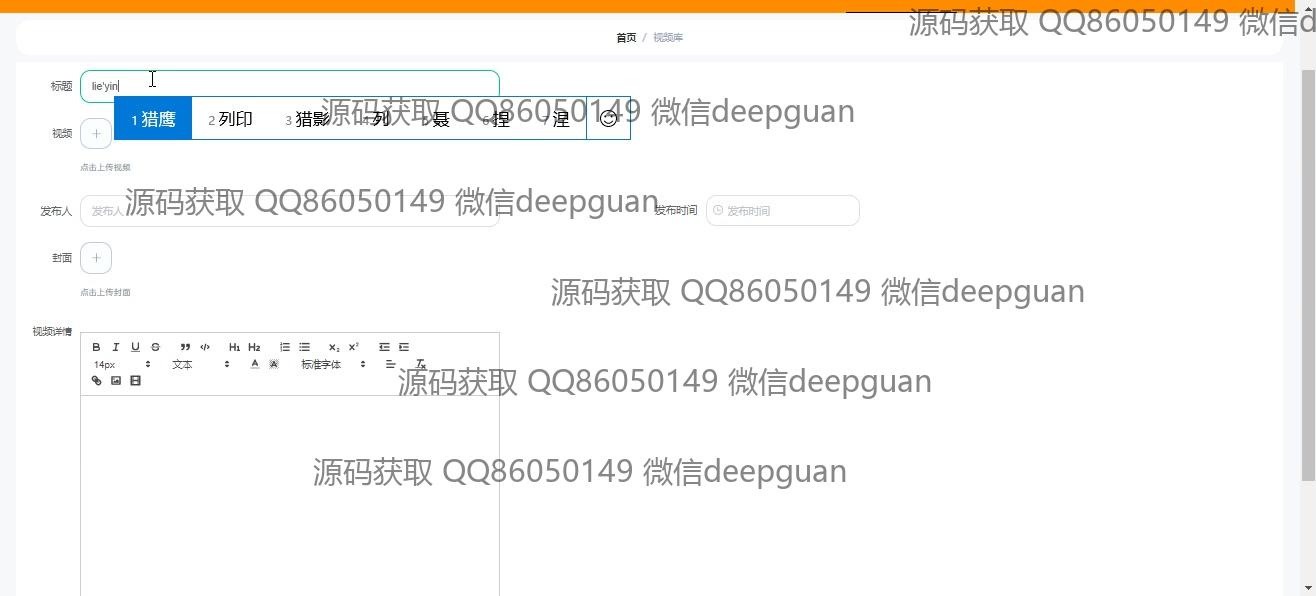 源码获取 QQ86050149 微信d
首页 / 视频库
标题 lie'yin
1 猎鹰 2 列印 3 猎影 4 列 5 聂 6 捏 7 涅
源码获取 QQ86050149 微信deepguan
视频
点击上传视频
发布人 发布人 发布时间 发布时间
源码获取 QQ86050149 微信deepguan
封面
点击上传封面
源码获取 QQ86050149 微信deepguan
视频详情
B I U S H1 H2 X2 X2
14px 文本 A A 标准字体
源码获取 QQ86050149 微信deepguan
源码获取 QQ86050149 微信deepguan